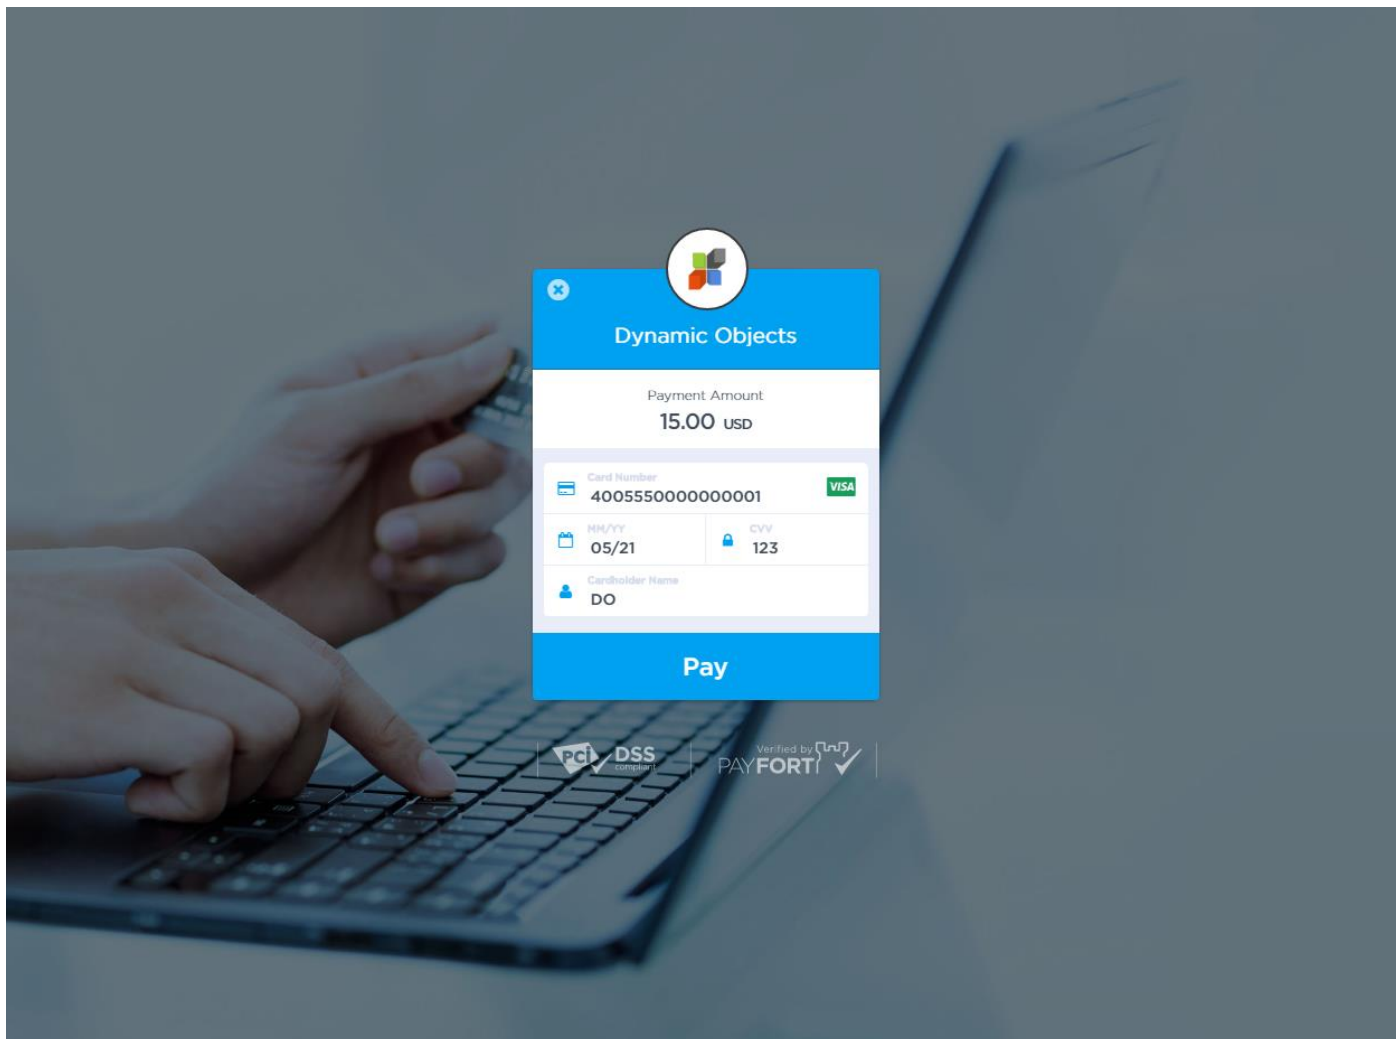 Dynamic Objects
Payment Amount
15.00 USD
Card Number
4005550000000001
VISA
MM/YY
05/21
CVV
123
Cardholder Name
DO
Pay
PCI DSS
compliant
Verified by
PAYFORT